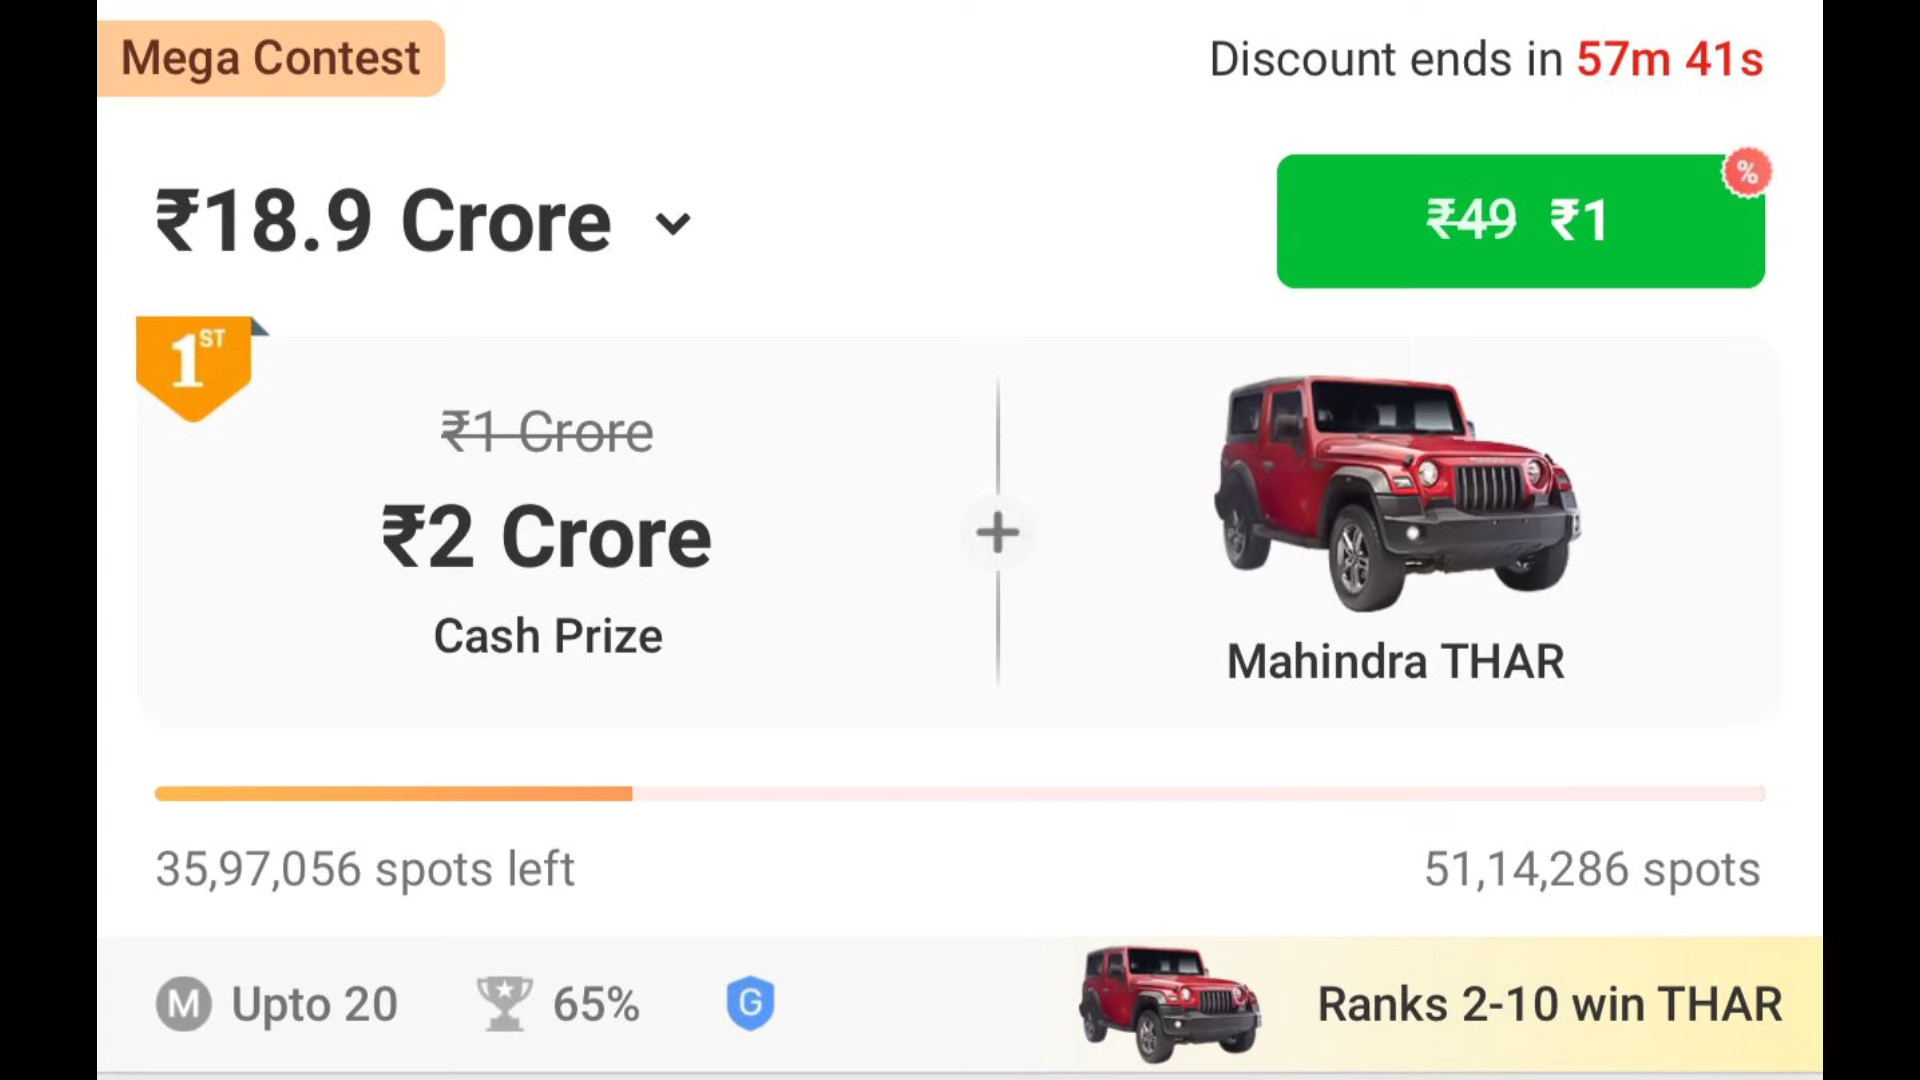 Mega Contest
Discount ends in 57m 41s
₹18.9 Crore
₹49 ₹1
%
1ST
₹1 Crore
₹2 Crore
Cash Prize
+
Mahindra THAR
35,97,056 spots left
51,14,286 spots
M Upto 20
65%
G
Ranks 2-10 win THAR